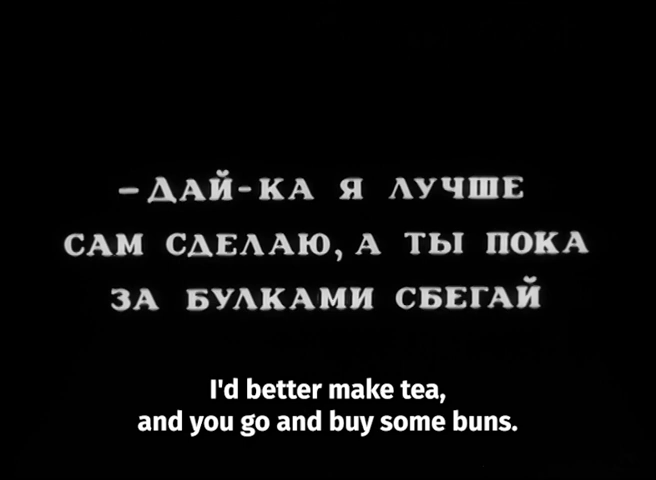 –ДАЙ-КА Я ЛУЧШЕ
САМ СДЕЛАЮ, А ТЫ ПОКА
ЗА БУЛКАМИ СБЕГАЙ
I'd better make tea,
and you go and buy some buns.